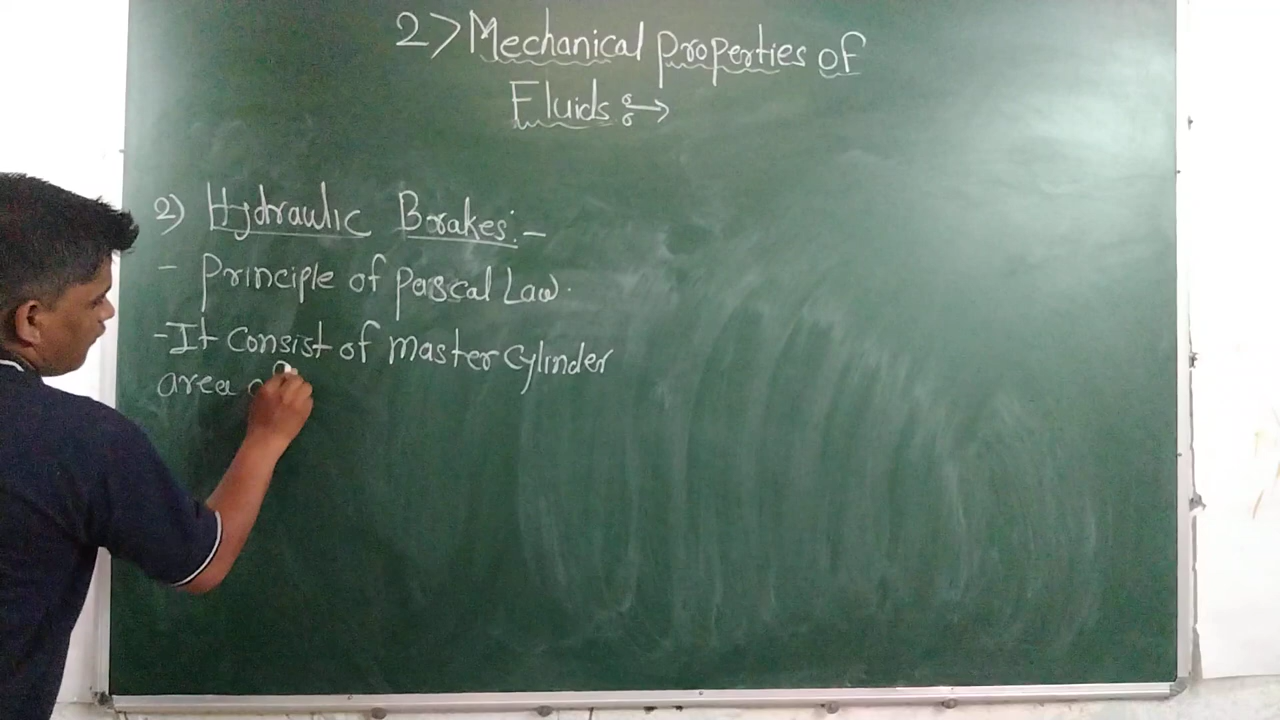 2> Mechanical properties of
Fluids :→
2) Hydraulic Brakes:-
- Principle of pascal Law.
- It consist of master cylinder
area